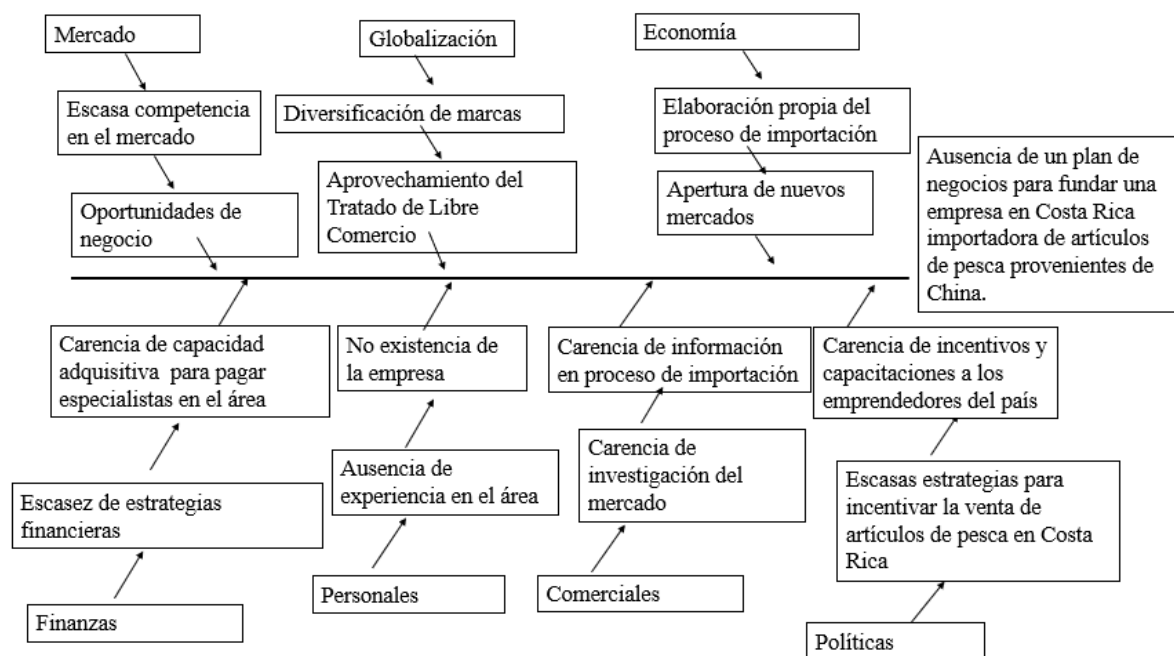 Mercado
Globalización
Economía
Escasa competencia
en el mercado
Diversificación de marcas
Elaboración propia del
proceso de importación
Oportunidades de
negocio
Aprovechamiento del
Tratado de Libre
Comercio
Apertura de nuevos
mercados
Ausencia de un plan de
negocios para fundar una
empresa en Costa Rica
importadora de artículos
de pesca provenientes de
China.
Carencia de capacidad
adquisitiva para pagar
especialistas en el área
No existencia de
la empresa
Carencia de información
en proceso de importación
Carencia de incentivos y
capacitaciones a los
emprendedores del país
Escasez de estrategias
financieras
Ausencia de
experiencia en el área
Carencia de
investigación del
mercado
Escasas estrategias para
incentivar la venta de
artículos de pesca en Costa
Rica
Finanzas
Personales
Comerciales
Políticas